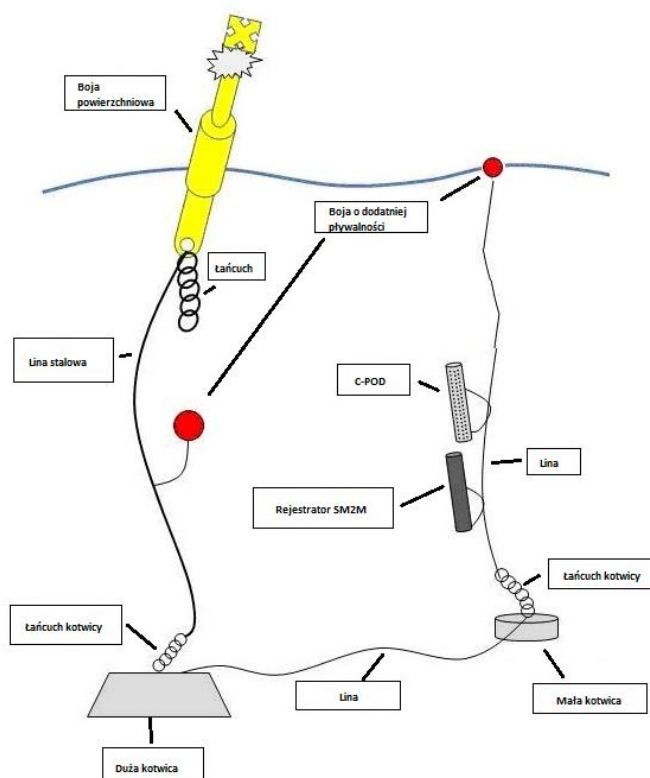 Boja
powierzchniowa
Boja o dodatniej
pływalności
Łańcuch
Lina stalowa
C-POD
Lina
Rejestrator SM2M
Łańcuch kotwicy
Łańcuch kotwicy
Lina
Mała kotwica
Duża kotwica